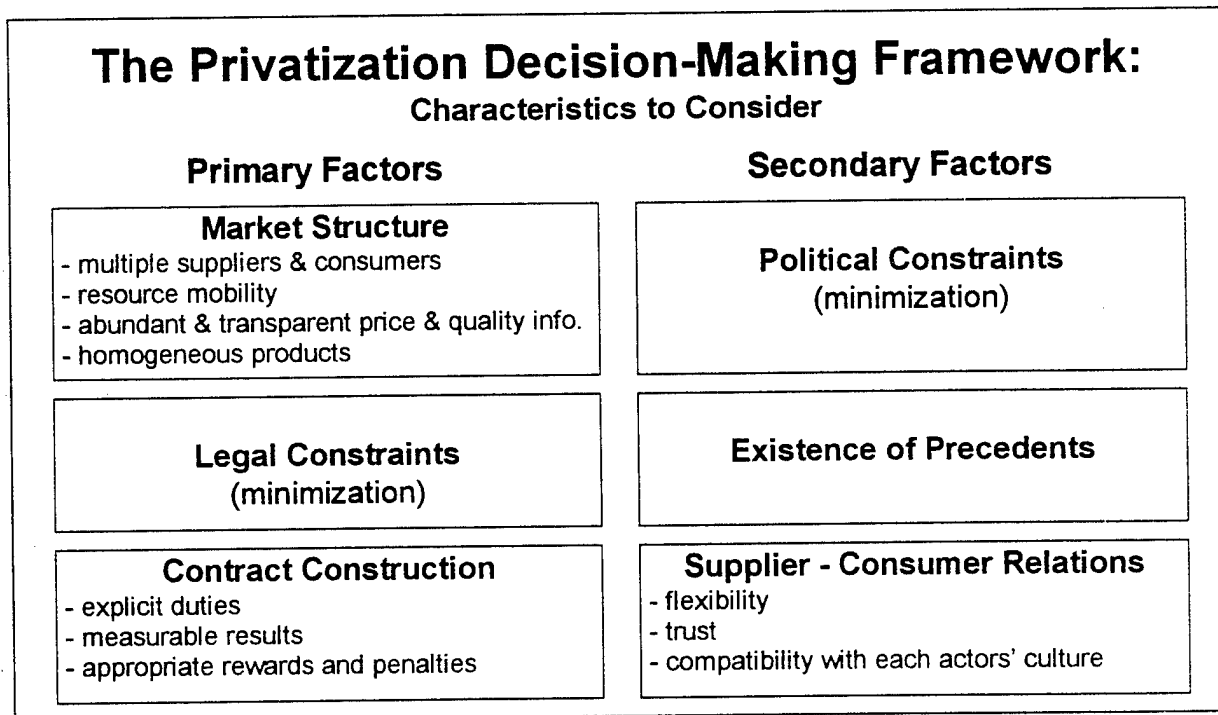 The Privatization Decision-Making Framework:
Characteristics to Consider
Primary Factors
Market Structure
- multiple suppliers & consumers
- resource mobility
- abundant & transparent price & quality info.
- homogeneous products
Legal Constraints
(minimization)
Contract Construction
- explicit duties
- measurable results
- appropriate rewards and penalties
Secondary Factors
Political Constraints
(minimization)
Existence of Precedents
Supplier - Consumer Relations
- flexibility
- trust
- compatibility with each actors' culture